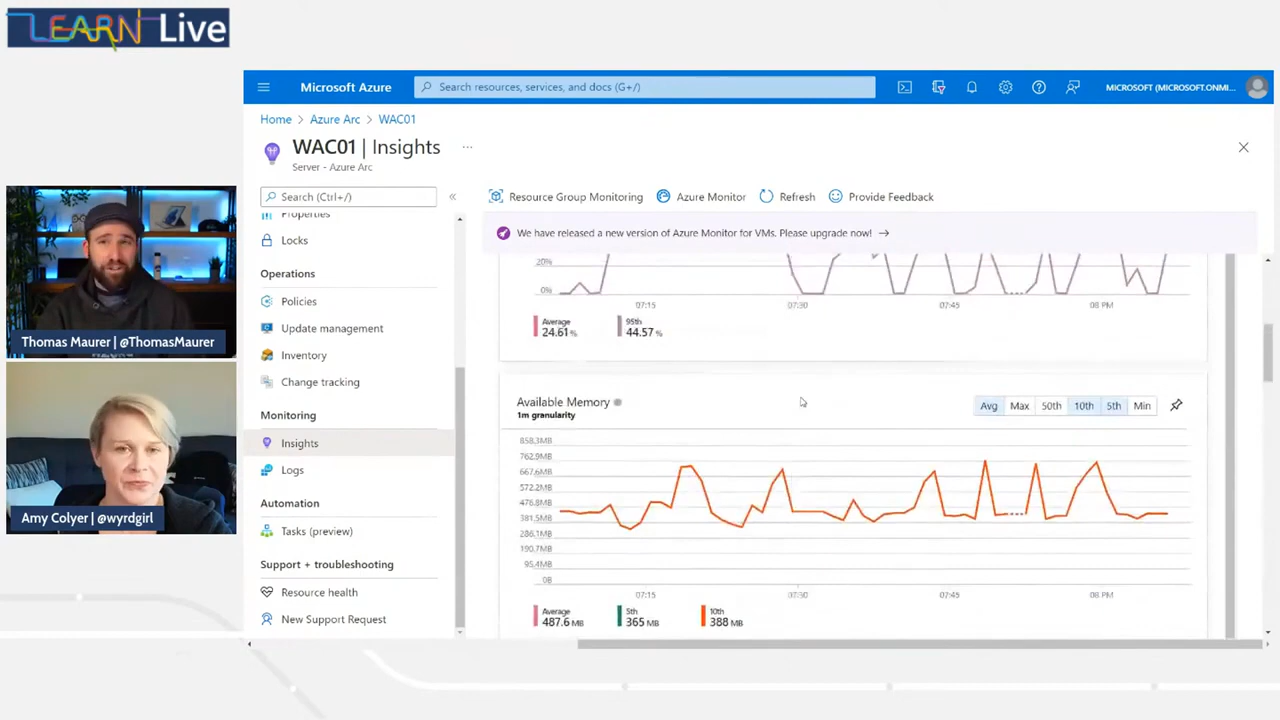 LEARN Live
Microsoft Azure
Search resources, services, and docs (G+/)
MICROSOFT (MICROSOFT.ONMI...
Home > Azure Arc > WAC01
WAC01 | Insights ...
Server - Azure Arc
Search (Ctrl+/)
«
Resource Group Monitoring
Azure Monitor
Refresh
Provide Feedback
We have released a new version of Azure Monitor for VMs. Please upgrade now! →
Properties
Locks
Operations
Policies
Update management
Inventory
Change tracking
Monitoring
Insights
Logs
Automation
Tasks (preview)
Support + troubleshooting
Resource health
New Support Request
20%
0%
07:15
07:30
07:45
08 PM
Average
24.61 %
95th
44.57 %
Available Memory
1m granularity
Avg
Max
50th
10th
5th
Min
858.3MB
762.9MB
667.6MB
572.2MB
476.8MB
381.5MB
286.1MB
190.7MB
95.4MB
0B
07:15
07:30
07:45
08 PM
Average
487.6 MB
5th
365 MB
10th
388 MB
Thomas Maurer | @ThomasMaurer
Amy Colyer | @wyrdgirl